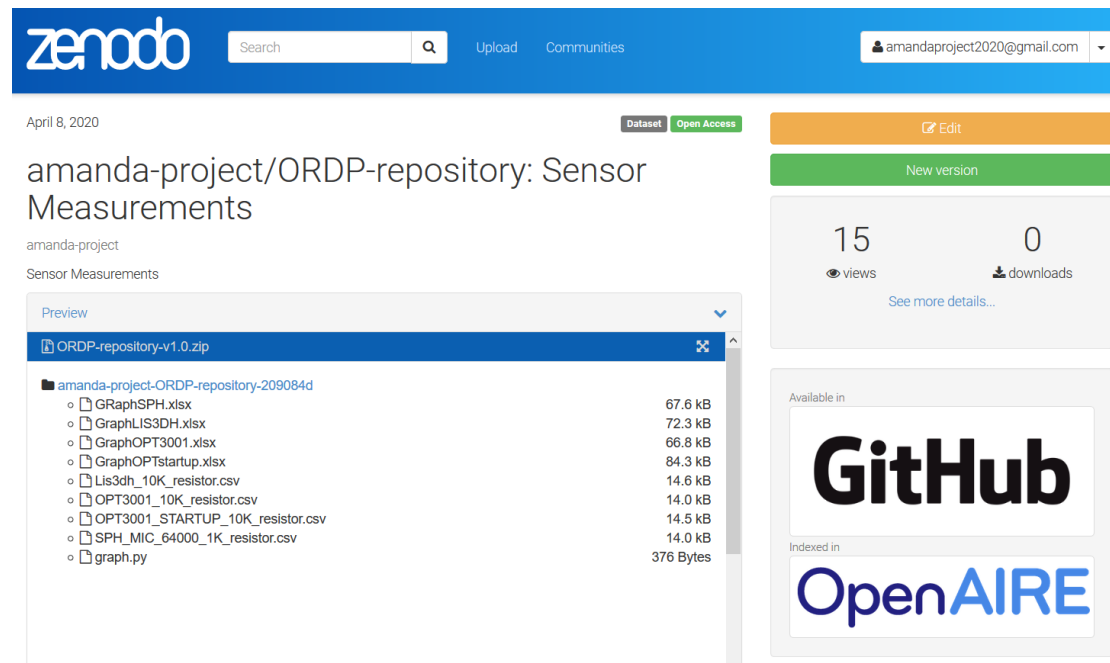 zenodo
Search
Upload
Communities
amandaproject2020@gmail.com
April 8, 2020
Dataset
Open Access
amanda-project/ORDP-repository: Sensor
Measurements
amanda-project
Sensor Measurements
Preview
ORDP-repository-v1.0.zip
amanda-project-ORDP-repository-209084d
GRaphSPH.xlsx 67.6 kB
GraphLIS3DH.xlsx 72.3 kB
GraphOPT3001.xlsx 66.8 kB
GraphOPTstartup.xlsx 84.3 kB
Lis3dh_10K_resistor.csv 14.6 kB
OPT3001_10K_resistor.csv 14.0 kB
OPT3001_STARTUP_10K_resistor.csv 14.5 kB
SPH_MIC_64000_1K_resistor.csv 14.0 kB
graph.py 376 Bytes
Edit
New version
15 0
views downloads
See more details...
Available in
GitHub
Indexed in
OpenAIRE